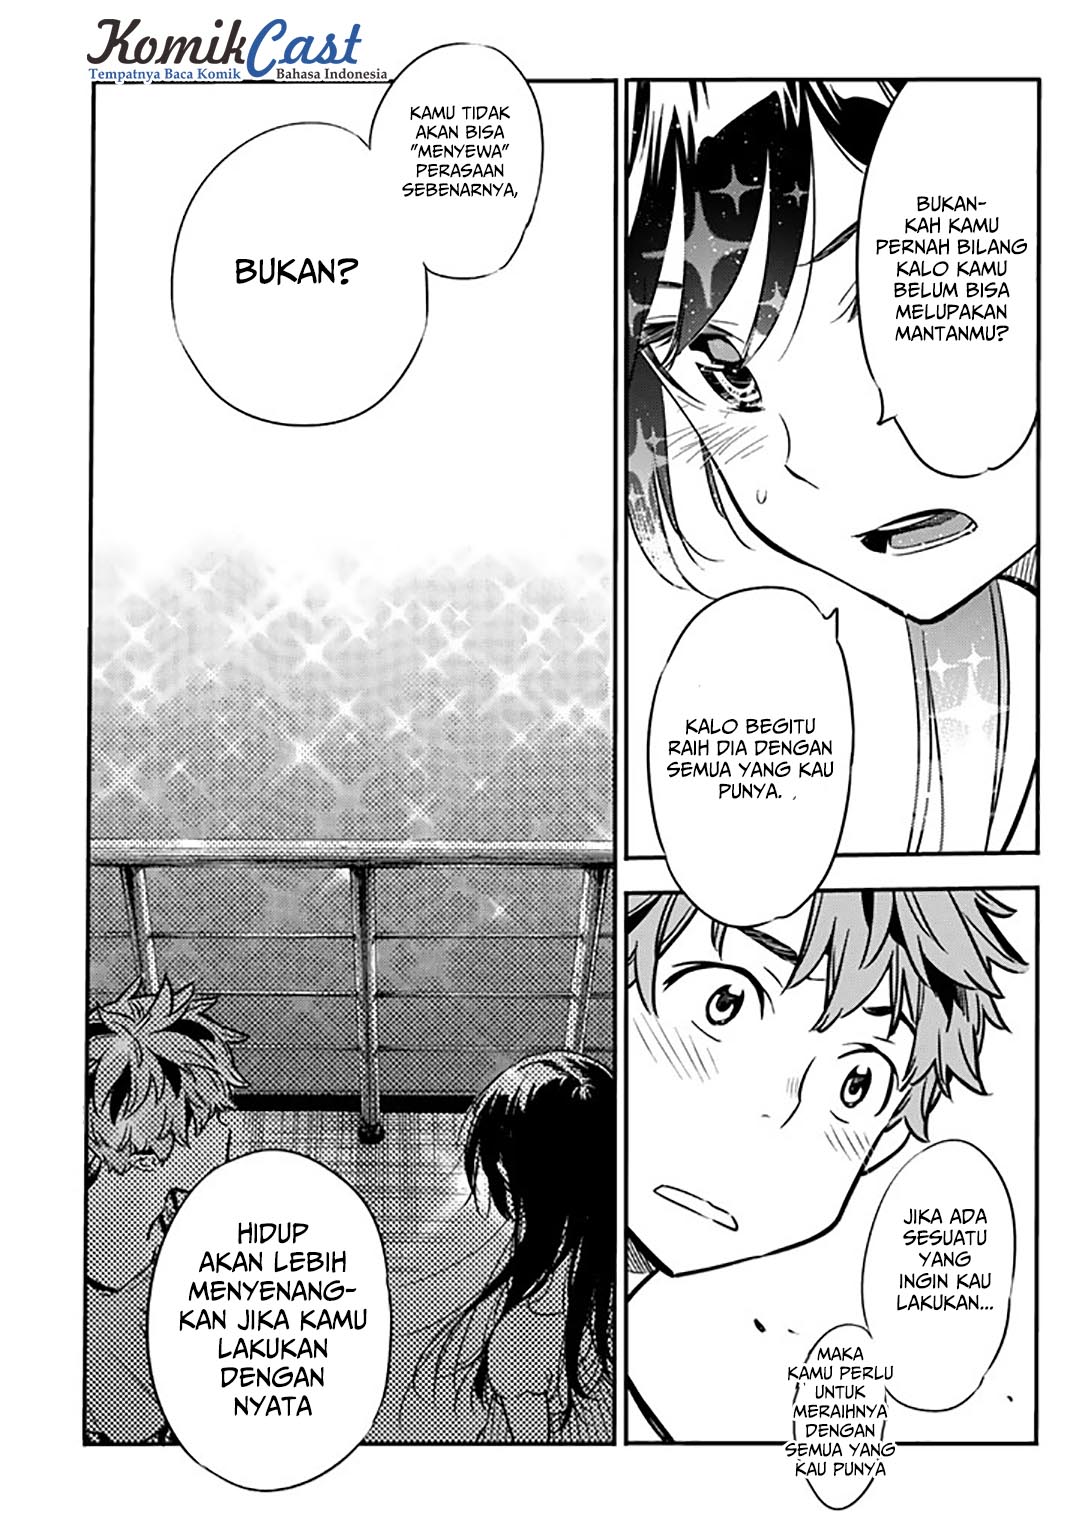 KomikCast
Tempatnya Baca Komik Bahasa Indonesia
BUKAN-
KAH KAMU
PERNAH BILANG
KALO KAMU
BELUM BISA
MELUPAKAN
MANTANMU?
KALO BEGITU
RAIH DIA DENGAN
SEMUA YANG KAU
PUNYA.
JIKA ADA
SESUATU
YANG
INGIN KAU
LAKUKAN...
MAKA
KAMU PERLU
UNTUK
MERAIHNYA
DENGAN
SEMUA YANG
KAU PUNYA
KAMU TIDAK
AKAN BISA
"MENYEWA"
PERASAAN
SEBENARNYA,
BUKAN?
HIDUP
AKAN LEBIH
MENYENANG-
KAN JIKA KAMU
LAKUKAN
DENGAN
NYATA